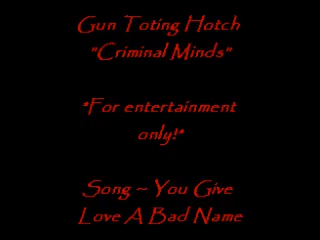 Gun Toting Hotch
"Criminal Minds"
*For entertainment
only!*
Song ~ You Give
Love A Bad Name